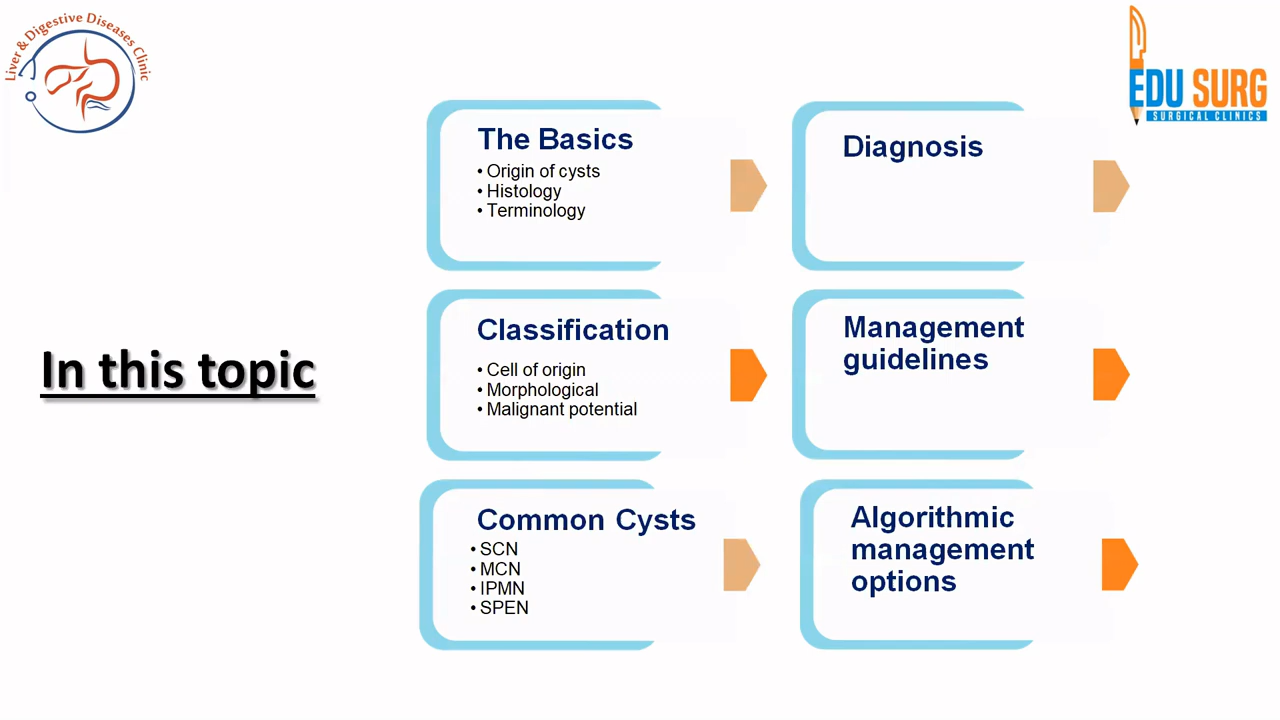 Liver & Digestive Diseases Clinic
EDU SURG
SURGICAL CLINICS
In this topic
The Basics
• Origin of cysts
• Histology
• Terminology
Diagnosis
Classification
• Cell of origin
• Morphological
• Malignant potential
Management
guidelines
Common Cysts
• SCN
• MCN
• IPMN
• SPEN
Algorithmic
management
options